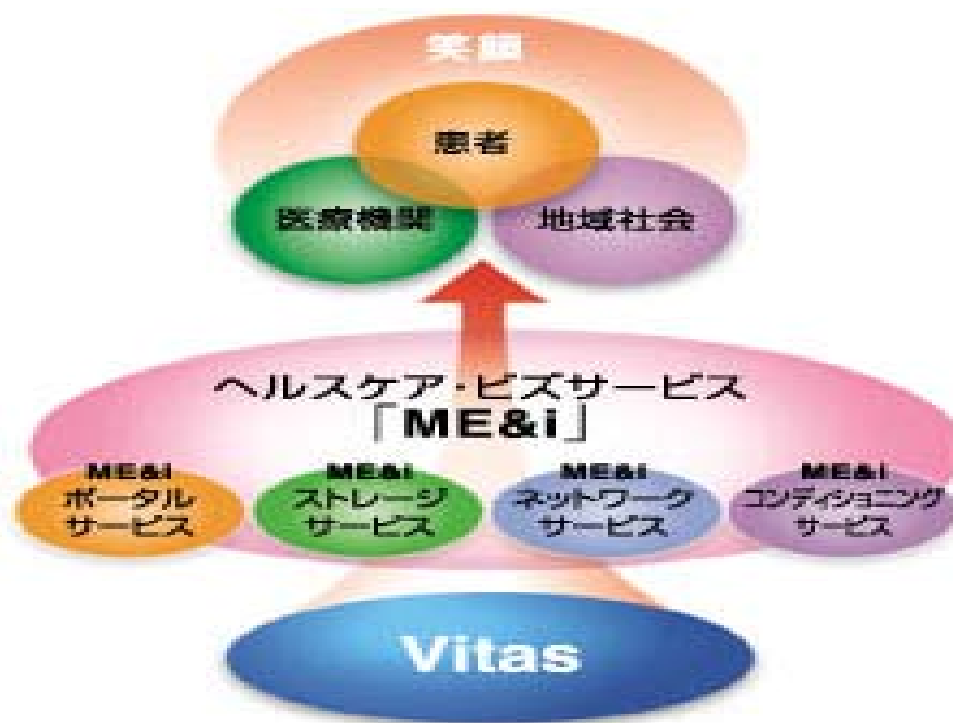 笑顔
患者
医療機関
地域社会
ヘルスケア・ビズサービス
「ME&i」
ME&i
ポータル
サービス
ME&i
ストレージ
サービス
ME&i
ネットワーク
サービス
ME&i
コンディショニング
サービス
Vitas